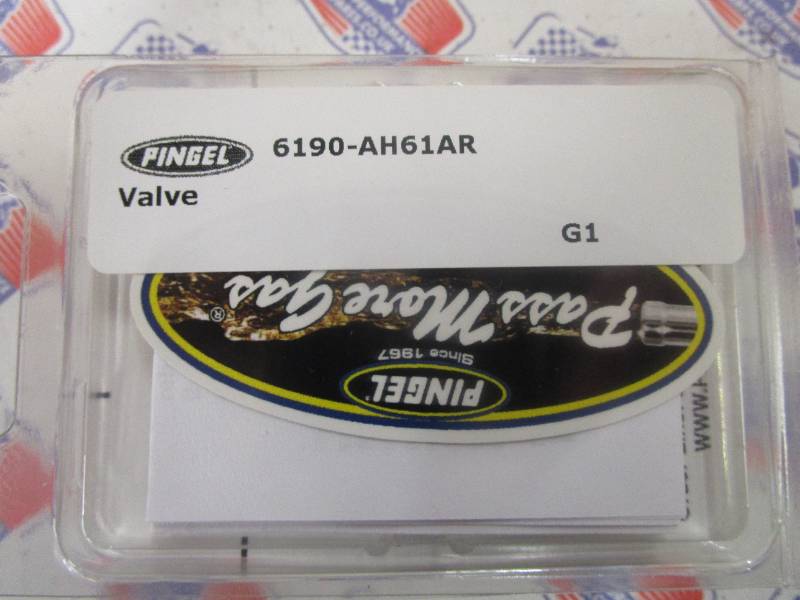 PINGEL 6190-AH61AR
Valve
G1
Pass More Gas®
Since 1967
PINGEL